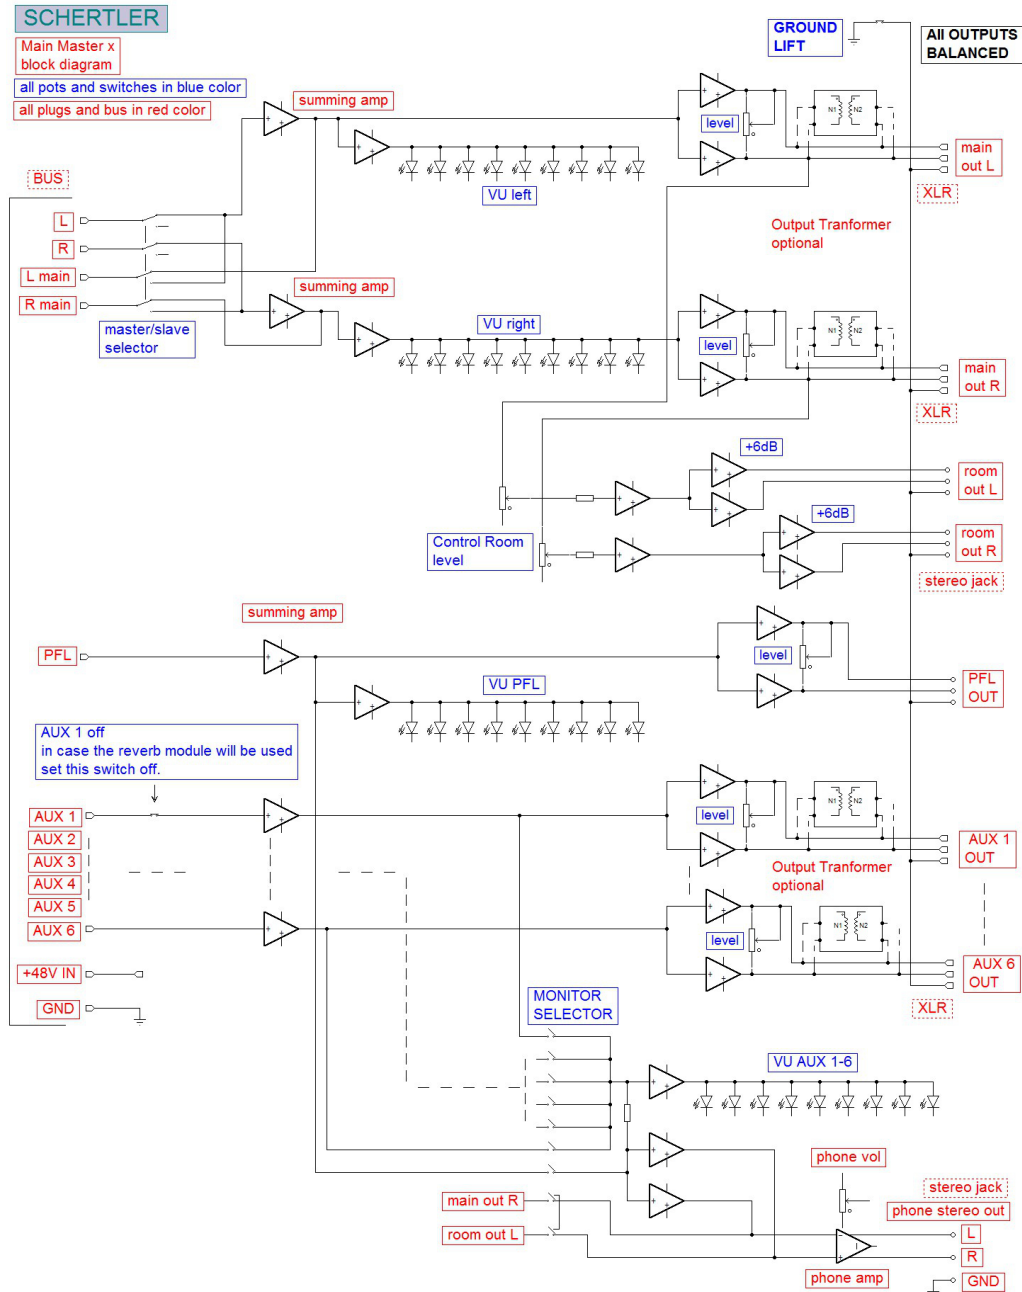 SCHERTLER
Main Master x
block diagram
all pots and switches in blue color
all plugs and bus in red color
GROUND
LIFT
All OUTPUTS
BALANCED
summing amp
level
N1 N2
main
out L
VU left
XLR
BUS
L
R
L main
R main
Output Tranformer
optional
summing amp
master/slave
selector
VU right
level
N1 N2
main
out R
XLR
+6dB
room
out L
Control Room
level
+6dB
room
out R
stereo jack
summing amp
PFL
level
PFL
OUT
VU PFL
AUX 1 off
in case the reverb module will be used
set this switch off.
AUX 1
AUX 2
AUX 3
AUX 4
AUX 5
AUX 6
level
N1 N2
AUX 1
OUT
Output Tranformer
optional
level
N1 N2
AUX 6
OUT
XLR
+48V IN
GND
MONITOR
SELECTOR
VU AUX 1-6
phone vol
main out R
room out L
stereo jack
phone stereo out
L
R
phone amp
GND